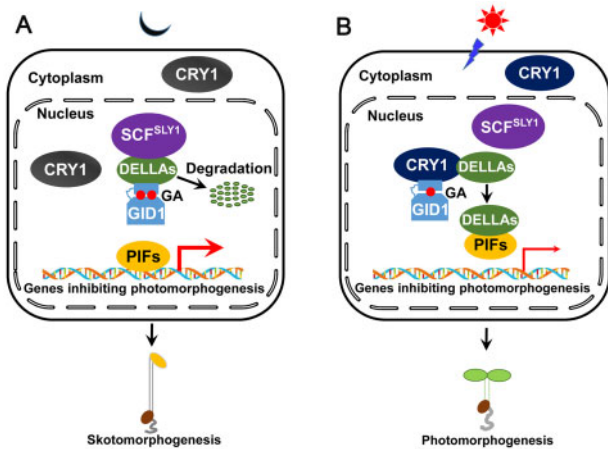 A
Cytoplasm
CRY1
Nucleus
SCF^SLY1
CRY1
DELLAs
Degradation
GA
GID1
PIFs
Genes inhibiting photomorphogenesis
Skotomorphogenesis
B
Cytoplasm
CRY1
Nucleus
SCF^SLY1
CRY1
DELLAs
GA
GID1
DELLAs
PIFs
Genes inhibiting photomorphogenesis
Photomorphogenesis